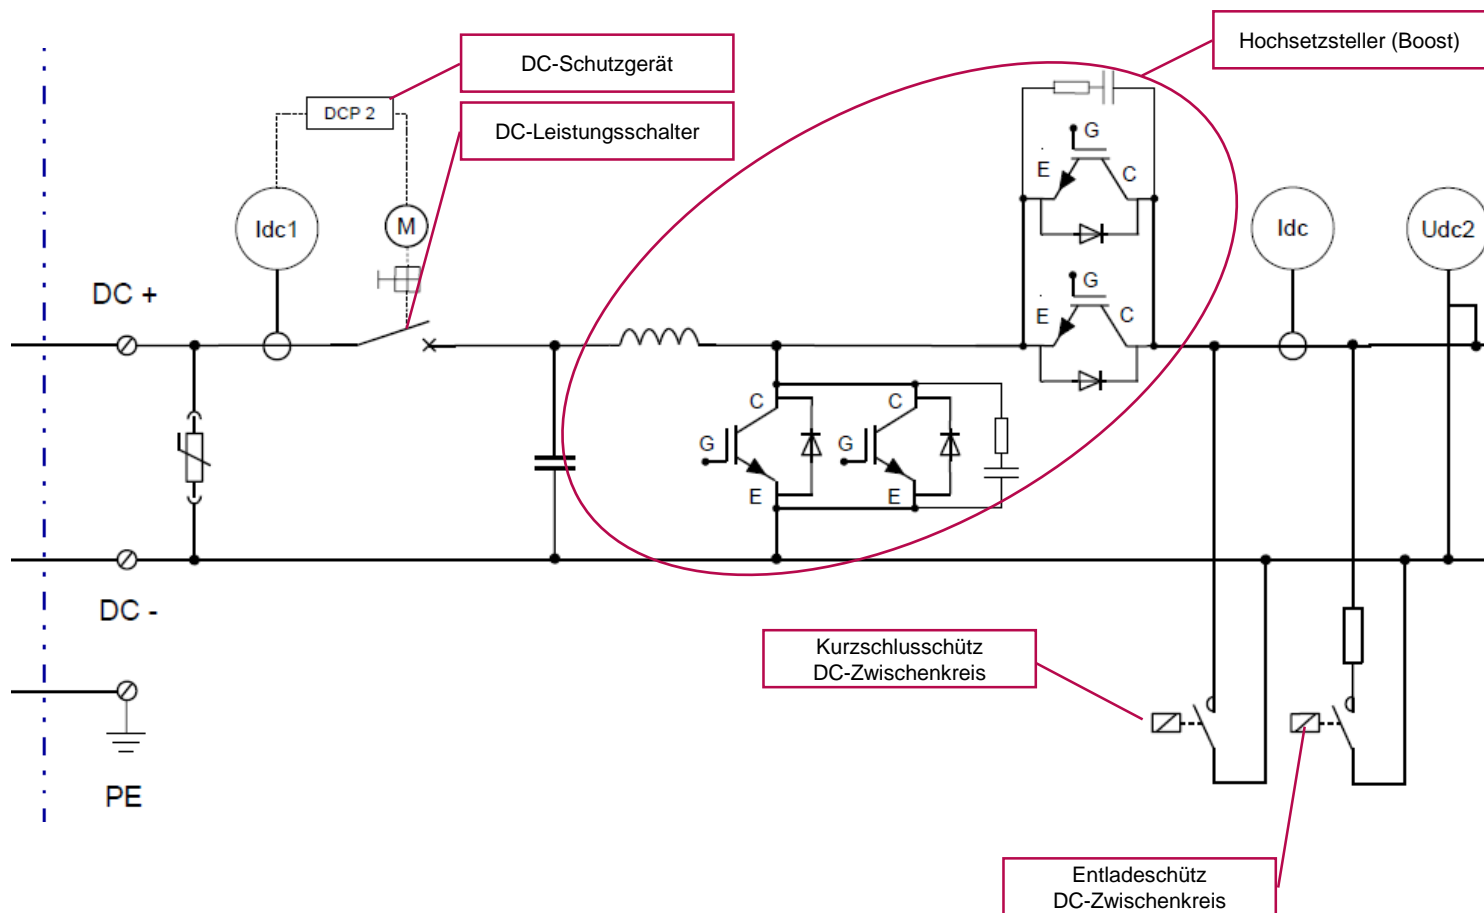 Hochsetzsteller (Boost)
DC-Schutzgerät
DCP 2
DC-Leistungsschalter
G
E
C
Idc1
M
Idc
Udc2
G
E
C
DC +
C
C
G
G
E
E
DC -
Kurzschlusschütz
DC-Zwischenkreis
PE
Entladeschütz
DC-Zwischenkreis